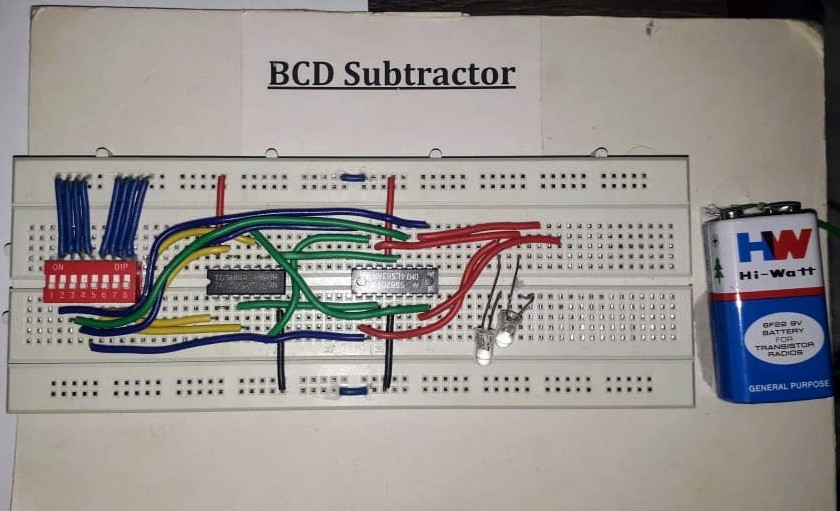 BCD Subtractor
ON DIP
1 2 3 4 5 6 7 8
HW
Hi-Watt
6F22 9V
BATTERY
FOR
TRANSISTOR
RADIOS
GENERAL PURPOSE